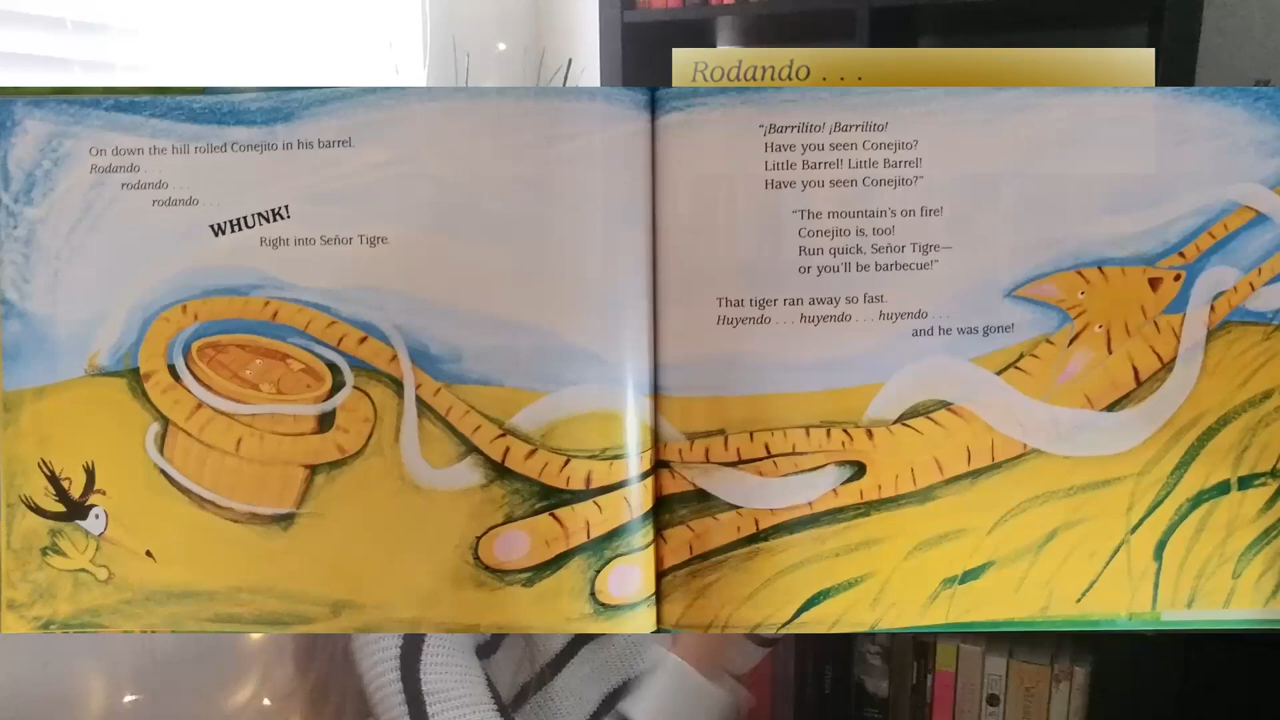 Rodando . . .
On down the hill rolled Conejito in his barrel.
Rodando . . .
rodando . . .
rodando . . .
WHUNK!
Right into Señor Tigre.
"¡Barrilito! ¡Barrilito!
Have you seen Conejito?
Little Barrel! Little Barrel!
Have you seen Conejito?"
"The mountain's on fire!
Conejito is, too!
Run quick, Señor Tigre—
or you'll be barbecue!"
That tiger ran away so fast.
Huyendo . . . huyendo . . . huyendo . . .
and he was gone!